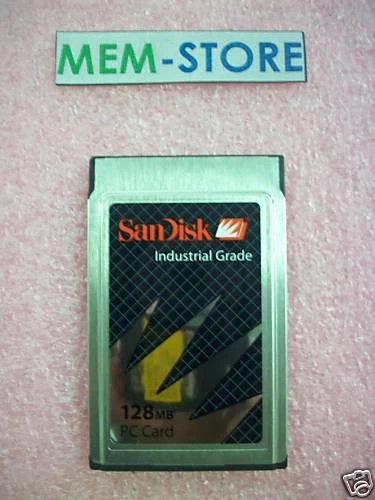 MEM-STORE
SanDisk
Industrial Grade
128MB
PC Card